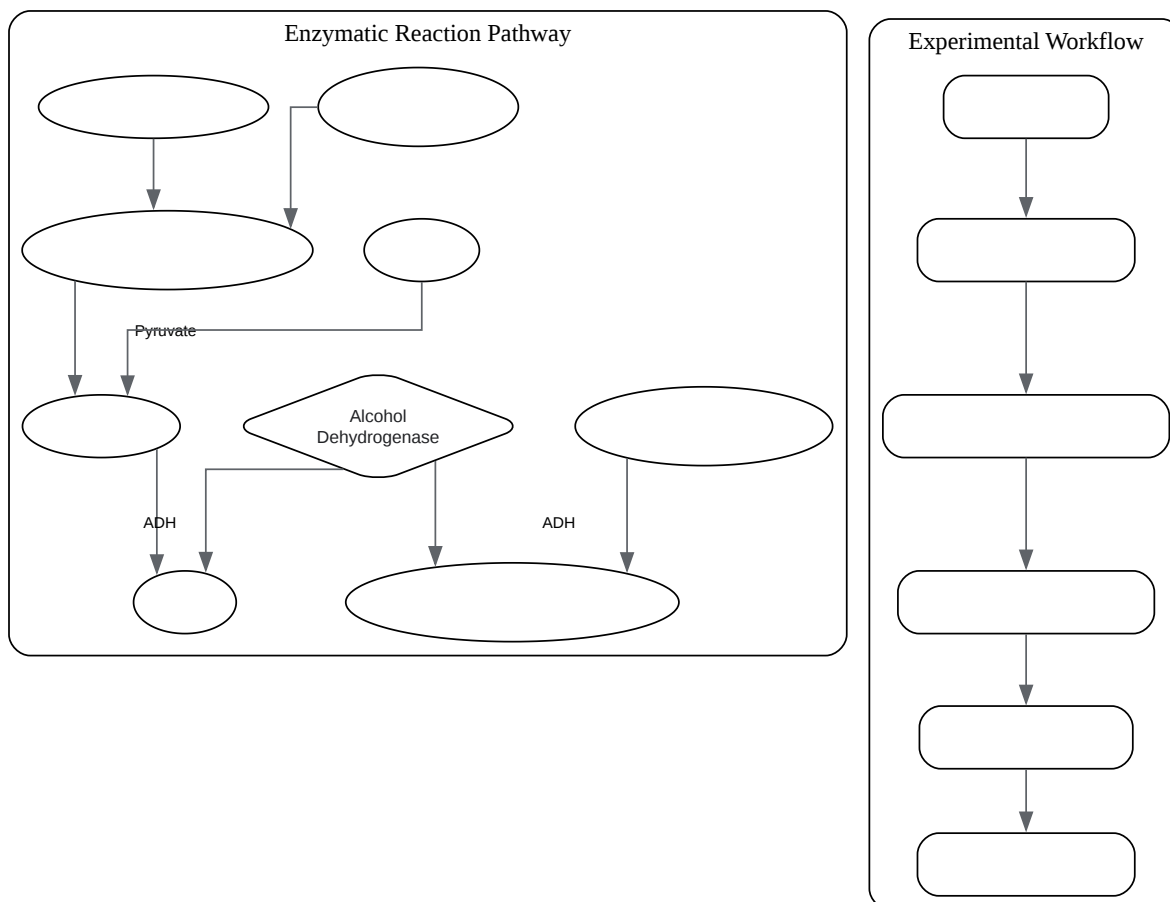 Enzymatic Reaction Pathway
Experimental Workflow
Pyruvate
Alcohol
Dehydrogenase
ADH
ADH